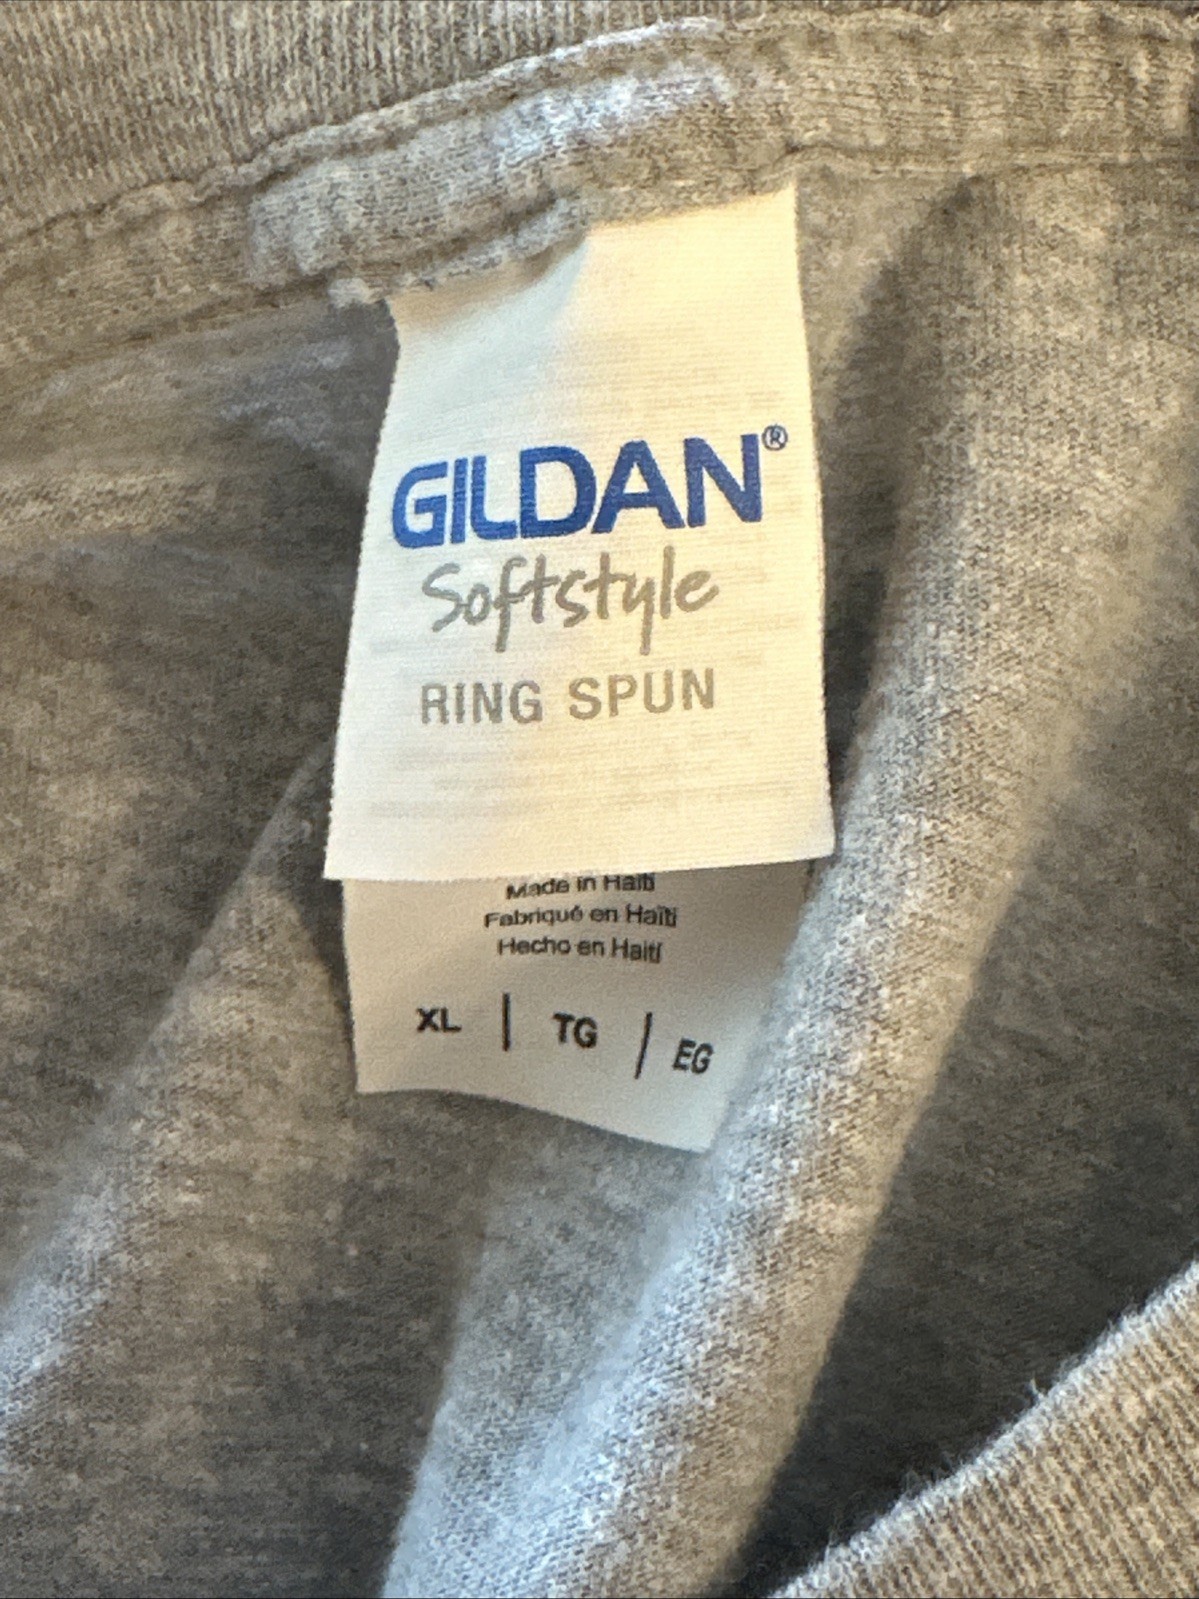 GILDAN®
Softstyle
RING SPUN
Made in Haiti
Fabriqué en Haïti
Hecho en Haití
XL | TG / EG